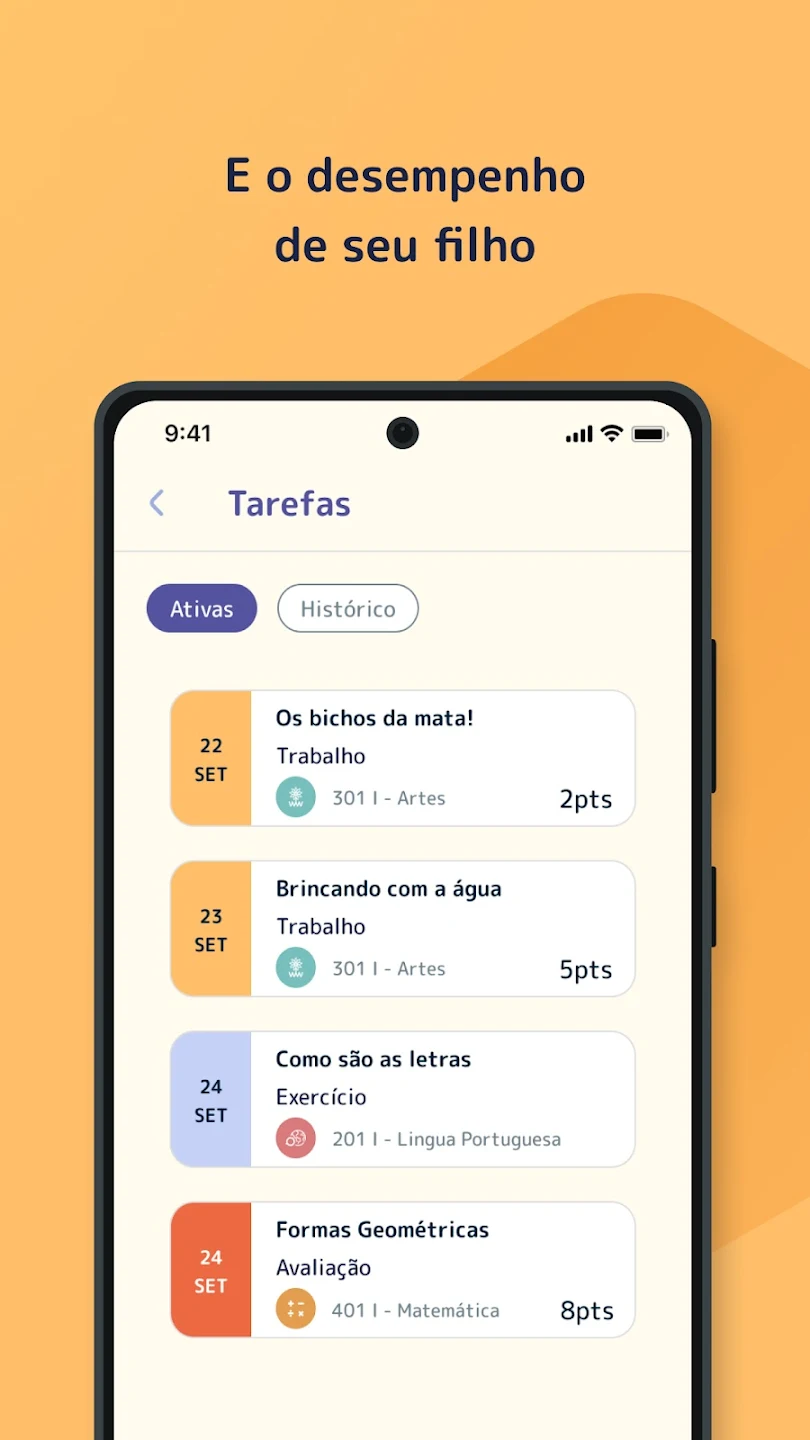 E o desempenho
de seu filho
9:41
Tarefas
Ativas
Histórico
22
SET
Os bichos da mata!
Trabalho
301 I - Artes
2pts
23
SET
Brincando com a água
Trabalho
301 I - Artes
5pts
24
SET
Como são as letras
Exercício
201 I - Lingua Portuguesa
24
SET
Formas Geométricas
Avaliação
401 I - Matemática
8pts